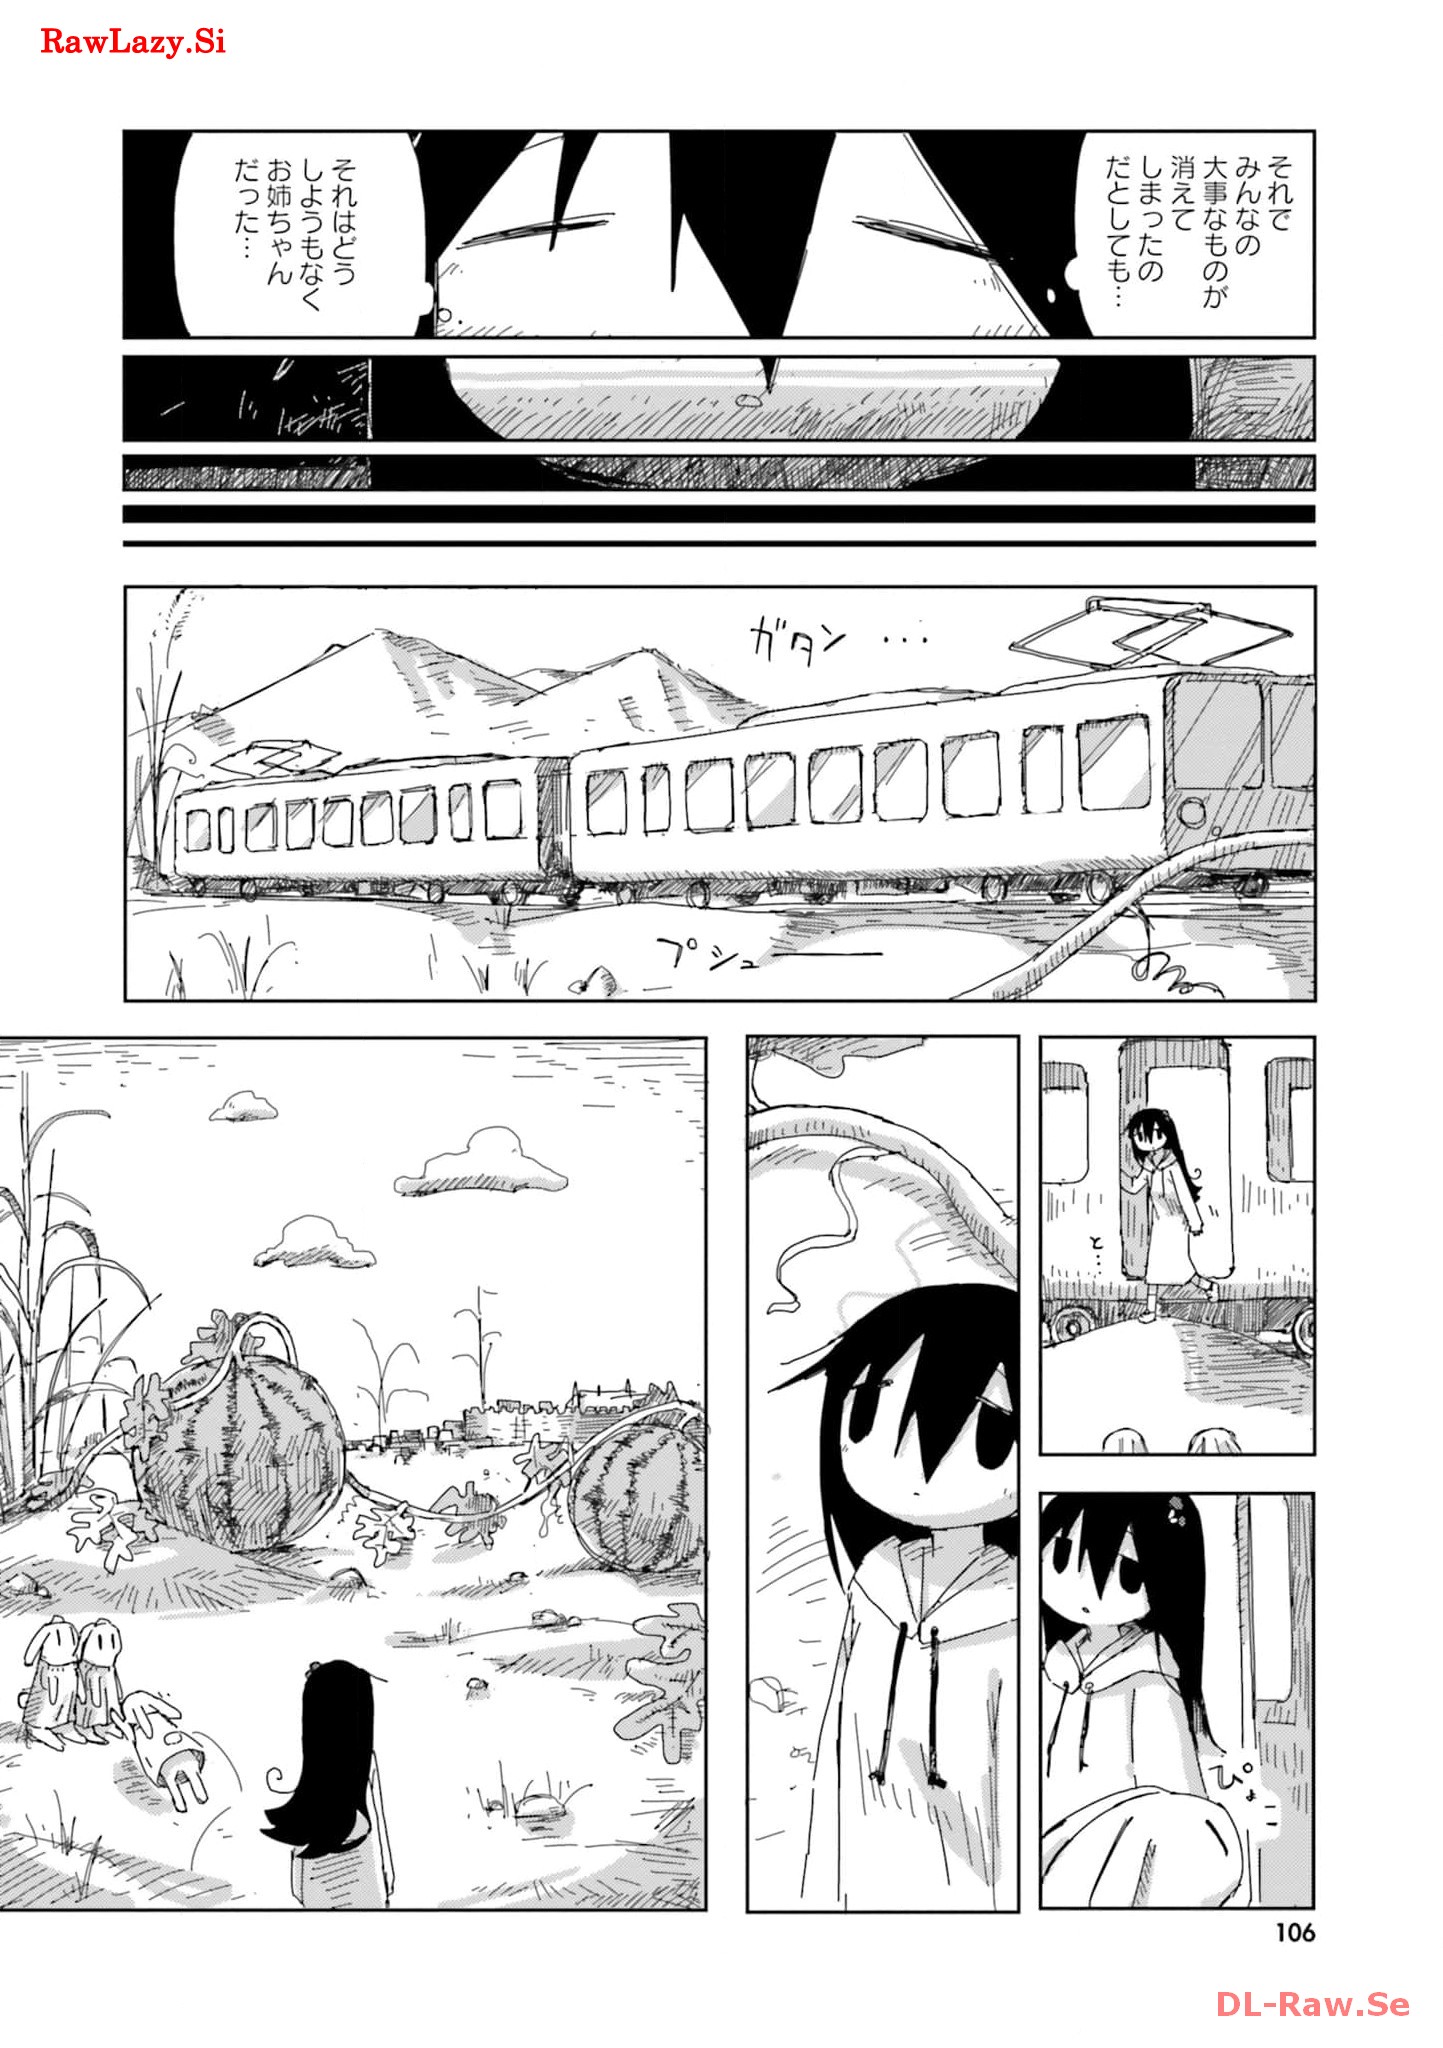 RawLazy.Si
それで
みんなの
大事なものが
消えて
しまったの
だとしても…
それはどう
しようもなく
お姉ちゃん
だった…
ガタン …
プシュー
と…
ぴょこ
106
DL-Raw.Se